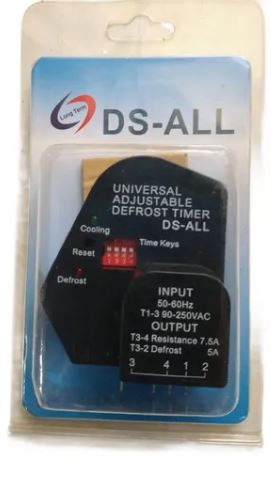 Long Term
DS-ALL
UNIVERSAL
ADJUSTABLE
DEFROST TIMER
DS-ALL
Cooling
Time Keys
Reset
Defrost
INPUT
50-60Hz
T1-3 90-250VAC
OUTPUT
T3-4 Resistance 7.5A
T3-2 Defrost 5A
3 4 1 2